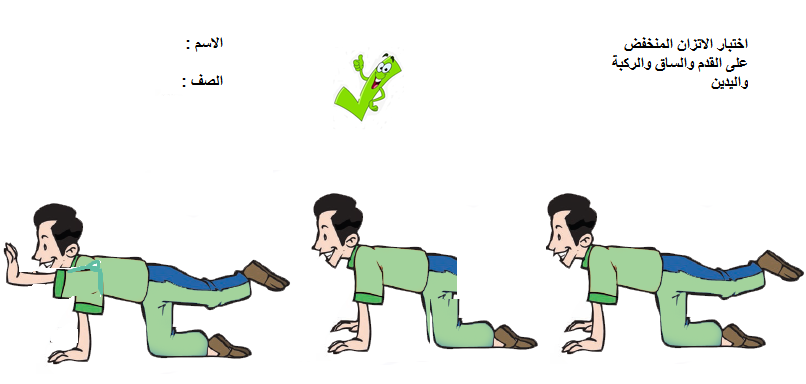 اختبار الاتزان المنخفض
على القدم والساق والركبة
واليدين
الاسم :
الصف :